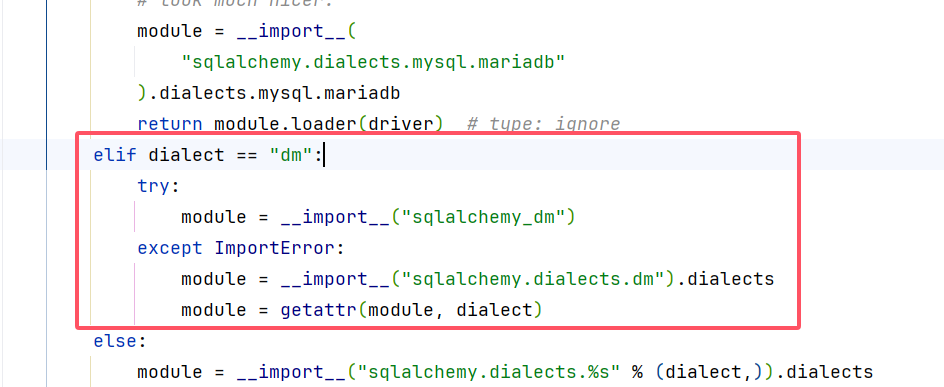 # took much nicer.
module = __import__(
"sqlalchemy.dialects.mysql.mariadb"
).dialects.mysql.mariadb
return module.loader(driver)  # type: ignore
elif dialect == "dm":
try:
module = __import__("sqlalchemy_dm")
except ImportError:
module = __import__("sqlalchemy.dialects.dm").dialects
module = getattr(module, dialect)
else:
module = __import__("sqlalchemy.dialects.%s" % (dialect,)).dialects